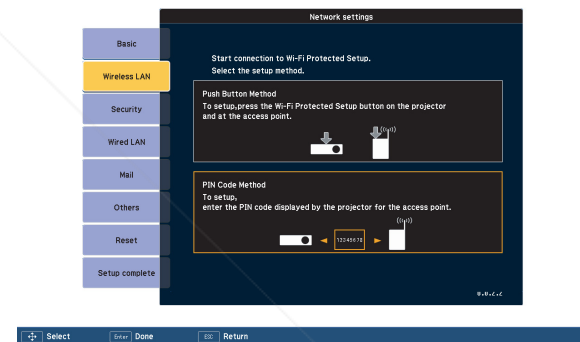 Network settings
Basic
Wireless LAN
Security
Wired LAN
Mail
Others
Reset
Setup complete
Start connection to Wi-Fi Protected Setup.
Select the setup method.
Push Button Method
To setup,press the Wi-Fi Protected Setup button on the projector
and at the access point.
PIN Code Method
To setup,
enter the PIN code displayed by the projector for the access point.
12345678
Select
Enter Done
ESC Return